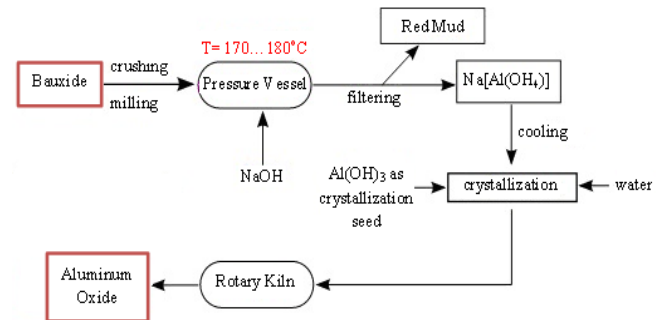 T= 170... 180°C
Red Mud
Bauxide
crushing
milling
Pressure Vessel
filtering
Na[Al(OH₄)]
cooling
NaOH
Al(OH)₃ as
crystallization
seed
crystallization
water
Aluminum
Oxide
Rotary Kiln